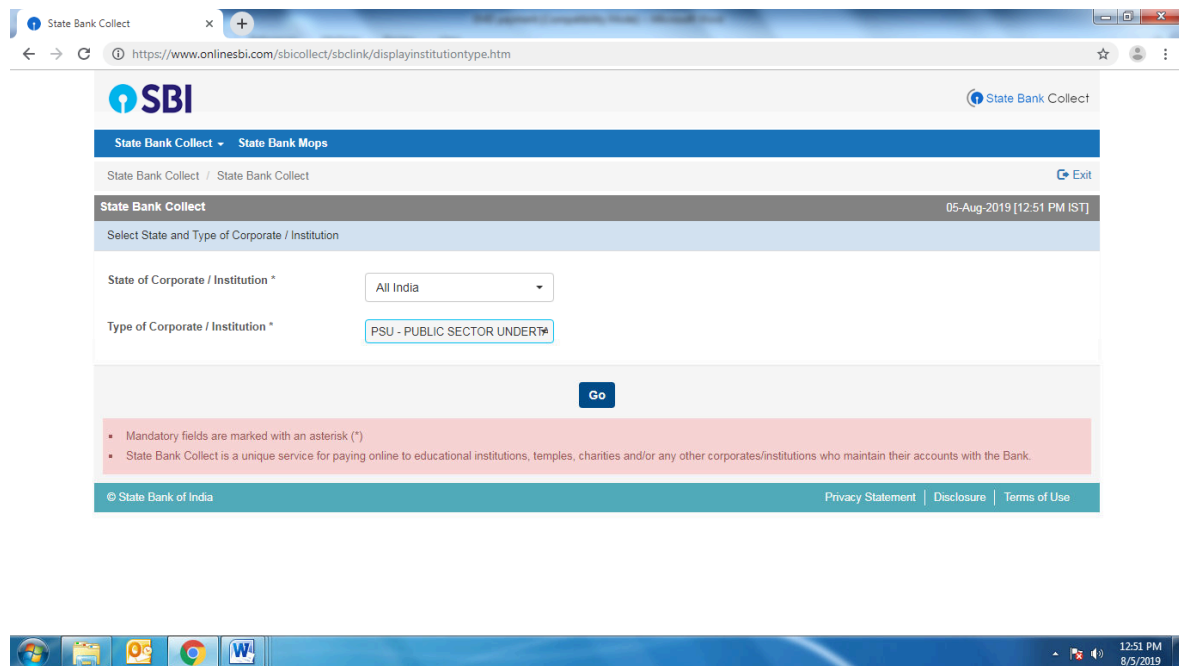 State Bank Collect
https://www.onlinesbi.com/sbicollect/sbclink/displayinstitutiontype.htm
SBI
State Bank Collect
State Bank Collect State Bank Mops
State Bank Collect / State Bank Collect
Exit
State Bank Collect
05-Aug-2019 [12:51 PM IST]
Select State and Type of Corporate / Institution
State of Corporate / Institution *
All India
Type of Corporate / Institution *
PSU - PUBLIC SECTOR UNDERTA
Go
Mandatory fields are marked with an asterisk (*)
State Bank Collect is a unique service for paying online to educational institutions, temples, charities and/or any other corporates/institutions who maintain their accounts with the Bank.
© State Bank of India
Privacy Statement | Disclosure | Terms of Use
12:51 PM
8/5/2019